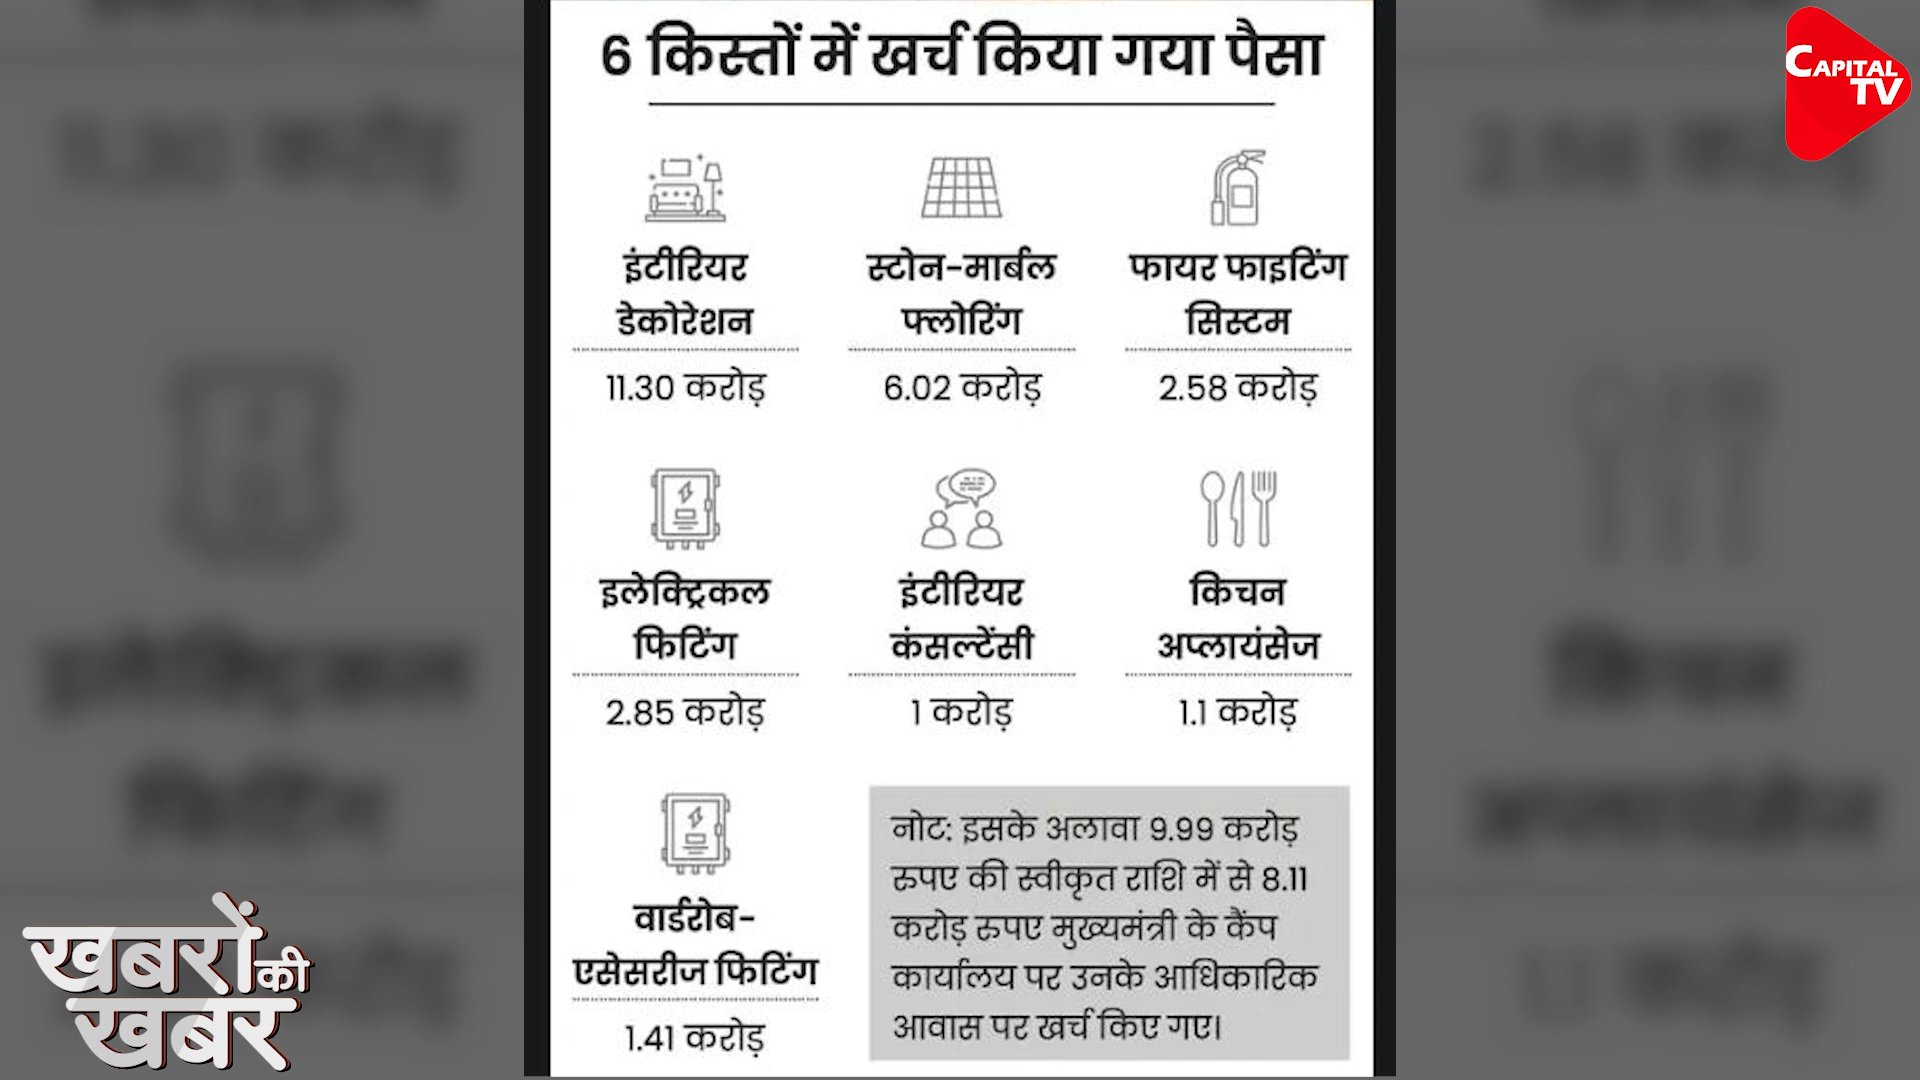 6 किस्तों में खर्च किया गया पैसा
CAPITAL
TV
इंटीरियर
डेकोरेशन
11.30 करोड़
स्टोन-मार्बल
फ्लोरिंग
6.02 करोड़
फायर फाइटिंग
सिस्टम
2.58 करोड़
इलेक्ट्रिकल
फिटिंग
2.85 करोड़
इंटीरियर
कंसल्टेंसी
1 करोड़
किचन
अप्लायंसेज
1.1 करोड़
वार्डरोब-
एसेसरीज फिटिंग
1.41 करोड़
नोट: इसके अलावा 9.99 करोड़
रुपए की स्वीकृत राशि में से 8.11
करोड़ रुपए मुख्यमंत्री के कैंप
कार्यालय पर उनके आधिकारिक
आवास पर खर्च किए गए।
खबरों की
खबर